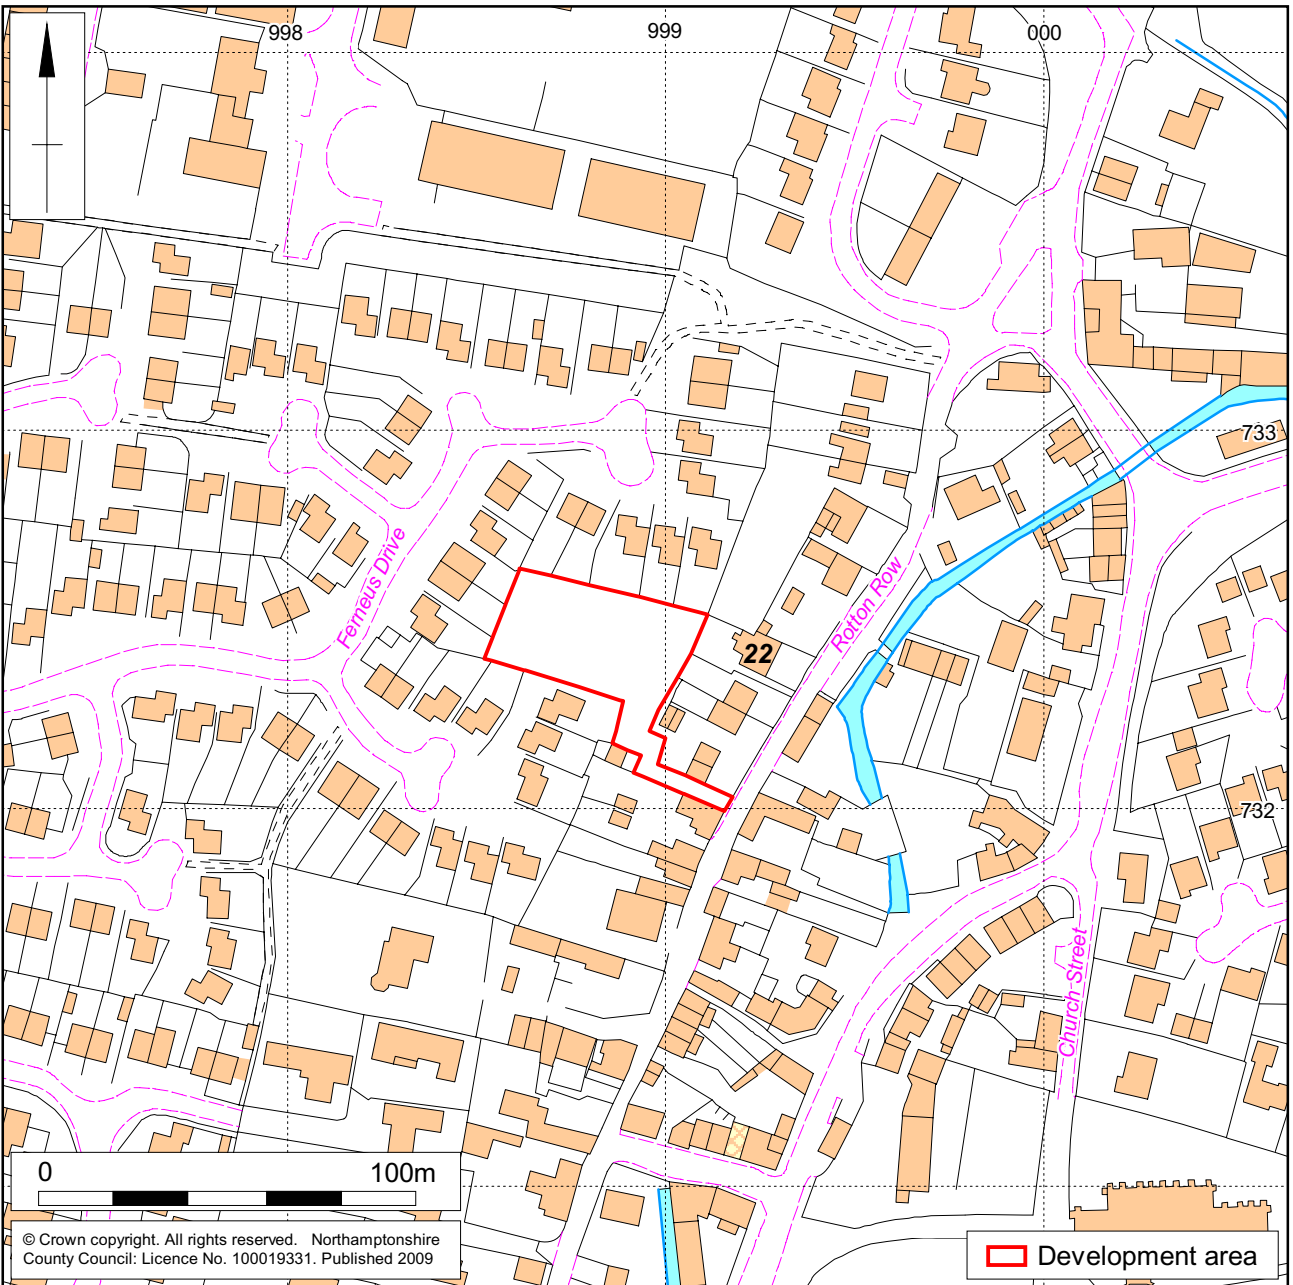 998
999
000
733
Ferneus Drive
Rotton Row
22
732
Church Street
0 100m
© Crown copyright. All rights reserved. Northamptonshire
County Council: Licence No. 100019331. Published 2009
Development area